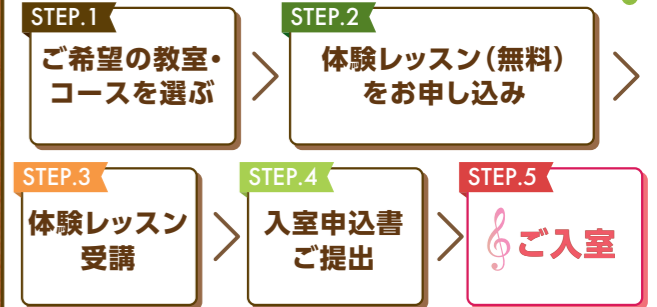 STEP.1
ご希望の教室・
コースを選ぶ
STEP.2
体験レッスン（無料）
をお申し込み
STEP.3
体験レッスン
受講
STEP.4
入室申込書
ご提出
STEP.5
ご入室